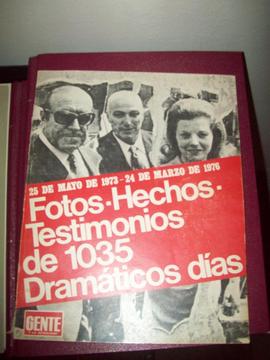 25 DE MAYO DE 1973-24 DE MARZO DE 1976
Fotos·Hechos·
Testimonios
de 1035
Dramáticos días
GENTE